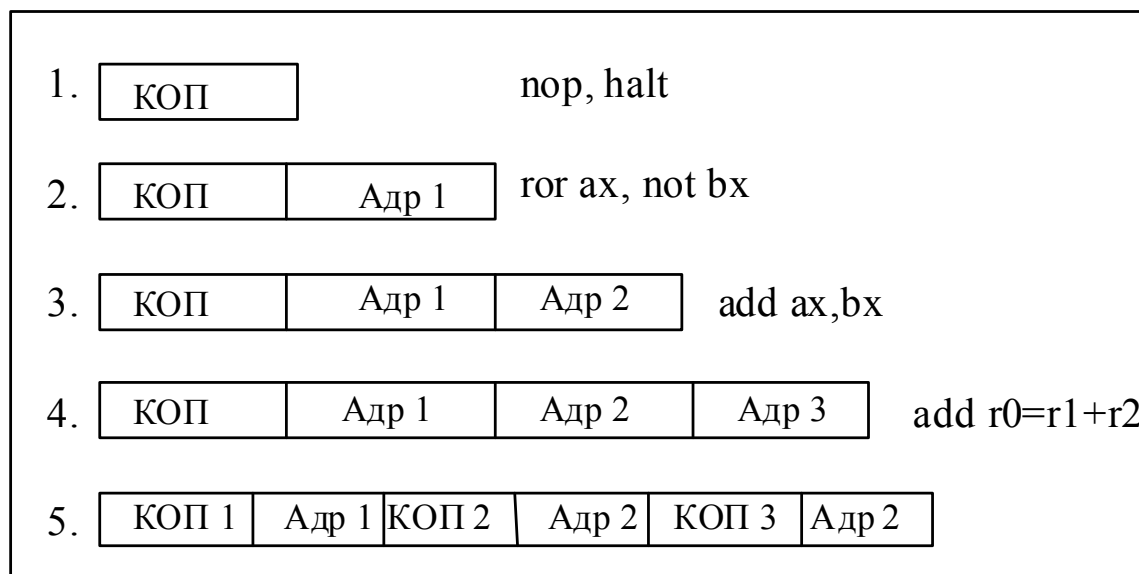 1. КОП nop, halt
2. КОП Адр 1 ror ax, not bx
3. КОП Адр 1 Адр 2 add ax,bx
4. КОП Адр 1 Адр 2 Адр 3 add r0=r1+r2
5. КОП 1 Адр 1 КОП 2 Адр 2 КОП 3 Адр 2